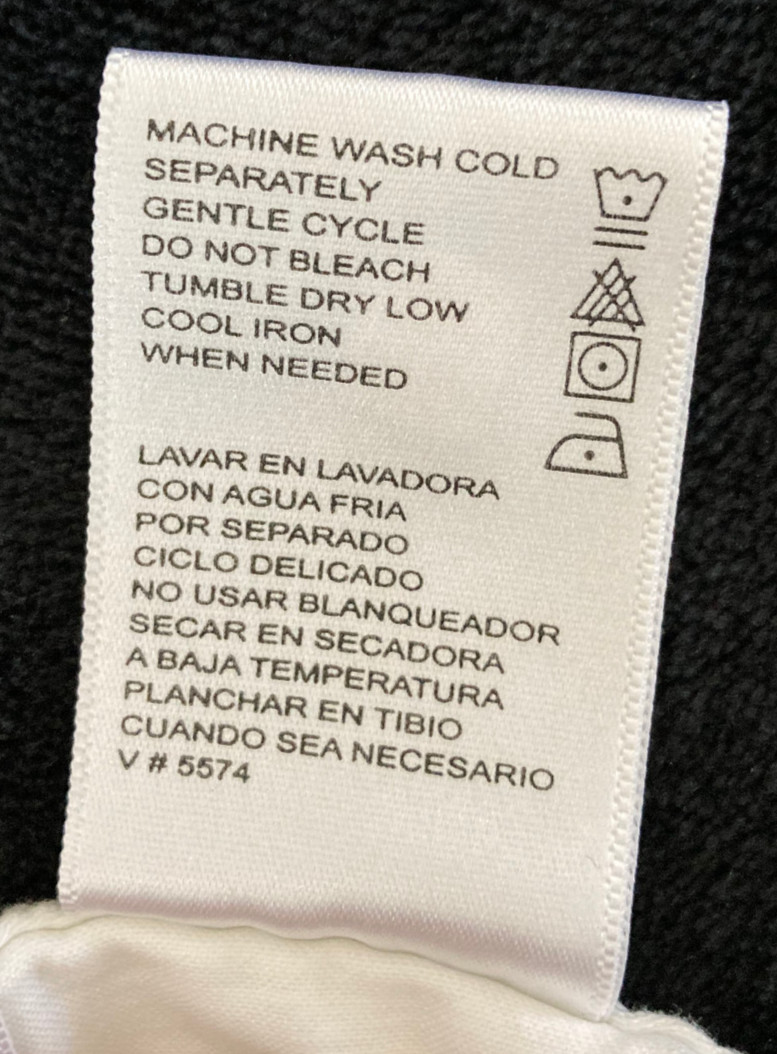 MACHINE WASH COLD
SEPARATELY
GENTLE CYCLE
DO NOT BLEACH
TUMBLE DRY LOW
COOL IRON
WHEN NEEDED
LAVAR EN LAVADORA
CON AGUA FRIA
POR SEPARADO
CICLO DELICADO
NO USAR BLANQUEADOR
SECAR EN SECADORA
A BAJA TEMPERATURA
PLANCHAR EN TIBIO
CUANDO SEA NECESARIO
V # 5574